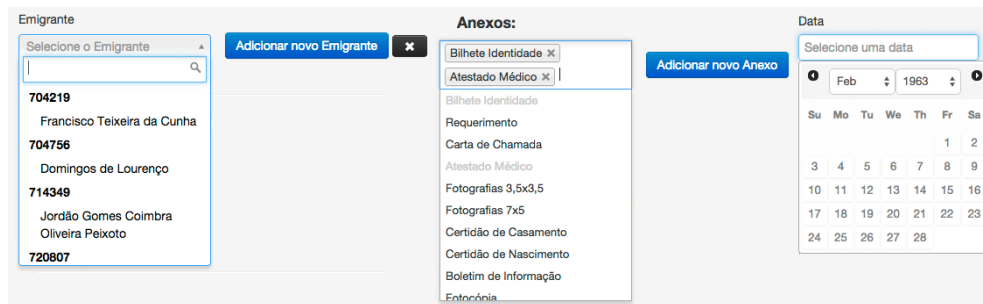 Emigrante
Selecione o Emigrante
Adicionar novo Emigrante
704219
Francisco Teixeira da Cunha
704756
Domingos de Lourenço
714349
Jordão Gomes Coimbra
Oliveira Peixoto
720807
Anexos:
Bilhete Identidade ×
Atestado Médico ×
Adicionar novo Anexo
Bilhete Identidade
Requerimento
Carta de Chamada
Atestado Médico
Fotografias 3,5x3,5
Fotografias 7x5
Certidão de Casamento
Certidão de Nascimento
Boletim de Informação
Fotocópia
Data
Selecione uma data
Feb 1963
Su Mo Tu We Th Fr Sa
1 2
3 4 5 6 7 8 9
10 11 12 13 14 15 16
17 18 19 20 21 22 23
24 25 26 27 28